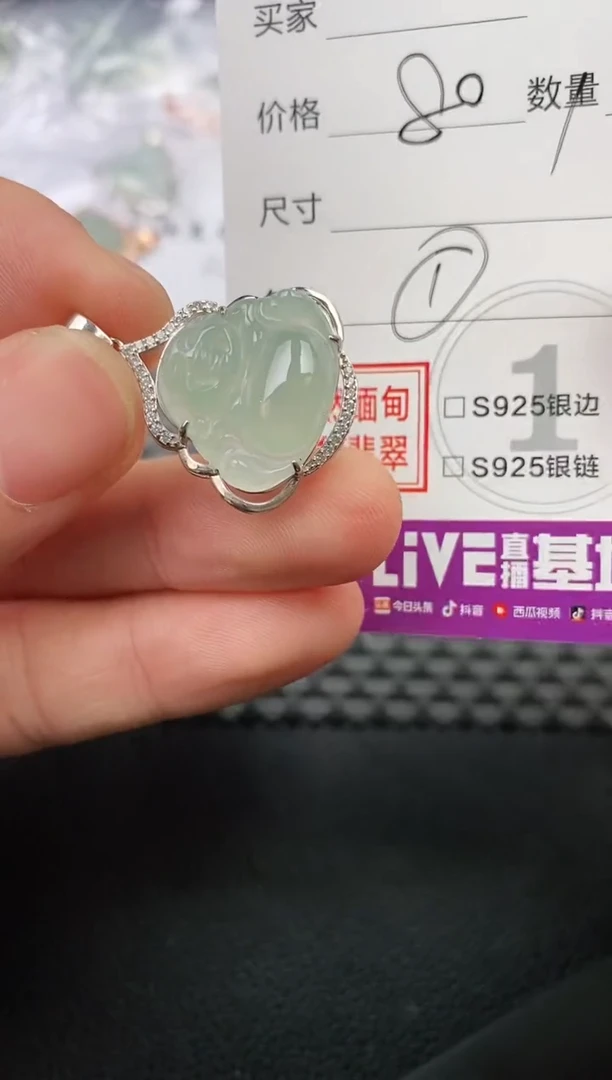 买家
价格 80 数量 1
尺寸
①
缅甸
翡翠
1
S925银边
S925银链
LiVE直播基
今日头条 抖音 西瓜视频 抖音